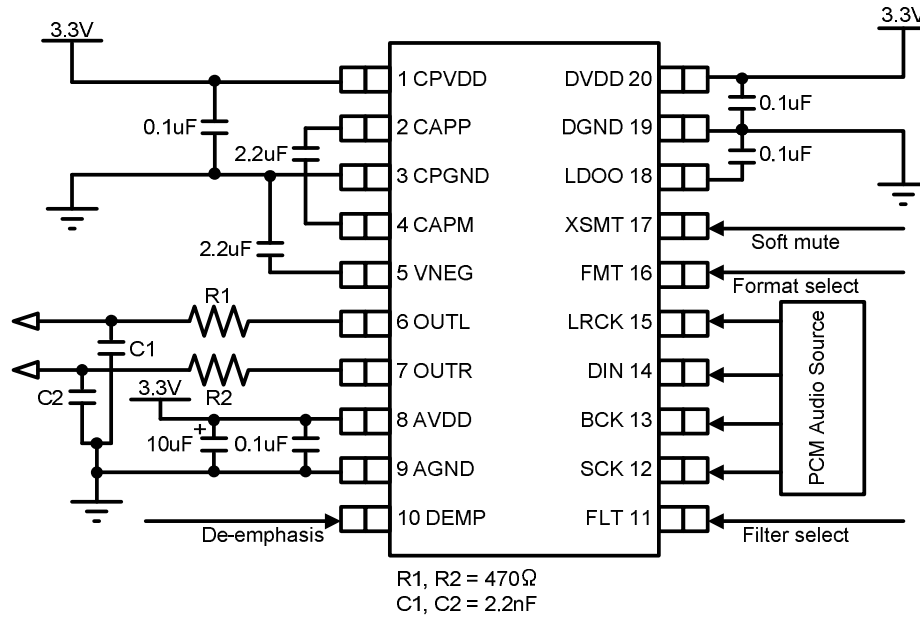 3.3V
3.3V
1 CPVDD
DVDD 20
0.1uF
0.1uF
2 CAPP
DGND 19
2.2uF
0.1uF
3 CPGND
LDOO 18
4 CAPM
XSMT 17
Soft mute
2.2uF
5 VNEG
FMT 16
Format select
R1
6 OUTL
LRCK 15
C1
7 OUTR
DIN 14
C2
R2
3.3V
8 AVDD
BCK 13
PCM Audio Source
+
10uF
0.1uF
9 AGND
SCK 12
10 DEMP
FLT 11
De-emphasis
Filter select
R1, R2 = 470Ω
C1, C2 = 2.2nF